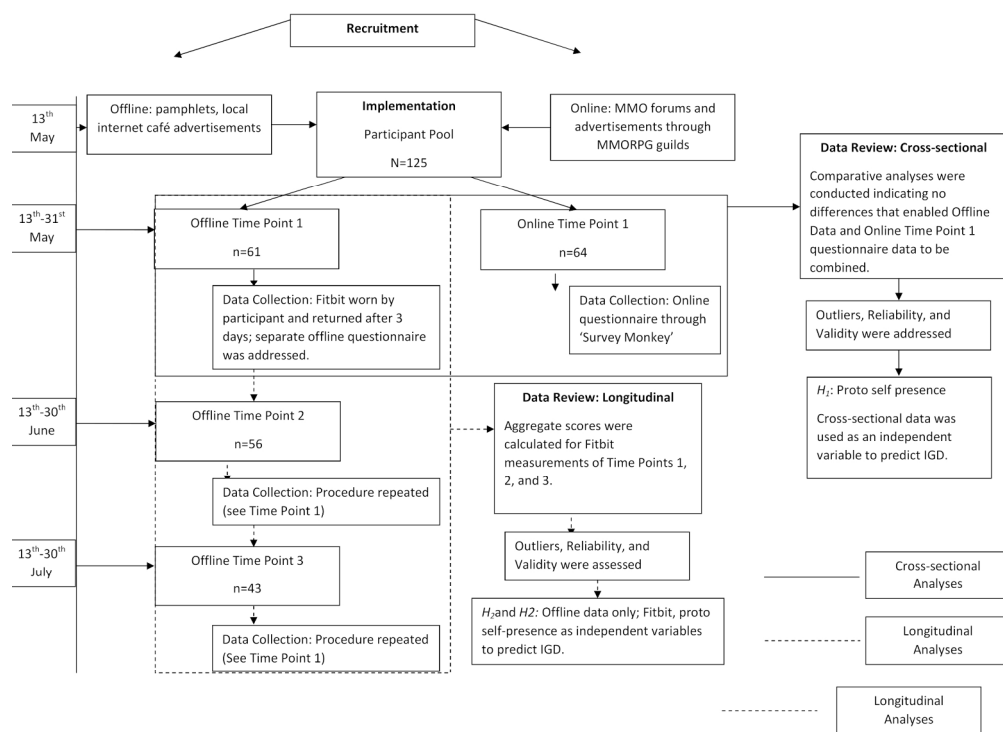 Recruitment
13th
May
Offline: pamphlets, local
internet café advertisements
Implementation
Participant Pool
N=125
Online: MMO forums and
advertisements through
MMORPG guilds
Data Review: Cross-sectional
Comparative analyses were
conducted indicating no
differences that enabled Offline
Data and Online Time Point 1
questionnaire data to be
combined.
13th-31st
May
Offline Time Point 1
n=61
Online Time Point 1
n=64
Data Collection: Fitbit worn by
participant and returned after 3
days; separate offline questionnaire
was addressed.
Data Collection: Online
questionnaire through
‘Survey Monkey’
Outliers, Reliability, and
Validity were addressed
H1: Proto self presence
Cross-sectional data was
used as an independent
variable to predict IGD.
13th-30th
June
Offline Time Point 2
n=56
Data Review: Longitudinal
Aggregate scores were
calculated for Fitbit
measurements of Time Points 1,
2, and 3.
Data Collection: Procedure repeated
(see Time Point 1)
13th-30th
July
Offline Time Point 3
n=43
Outliers, Reliability, and
Validity were assessed
Data Collection: Procedure repeated
(See Time Point 1)
H2and H2: Offline data only; Fitbit, proto
self-presence as independent variables
to predict IGD.
Cross-sectional
Analyses
Longitudinal
Analyses
Longitudinal
Analyses